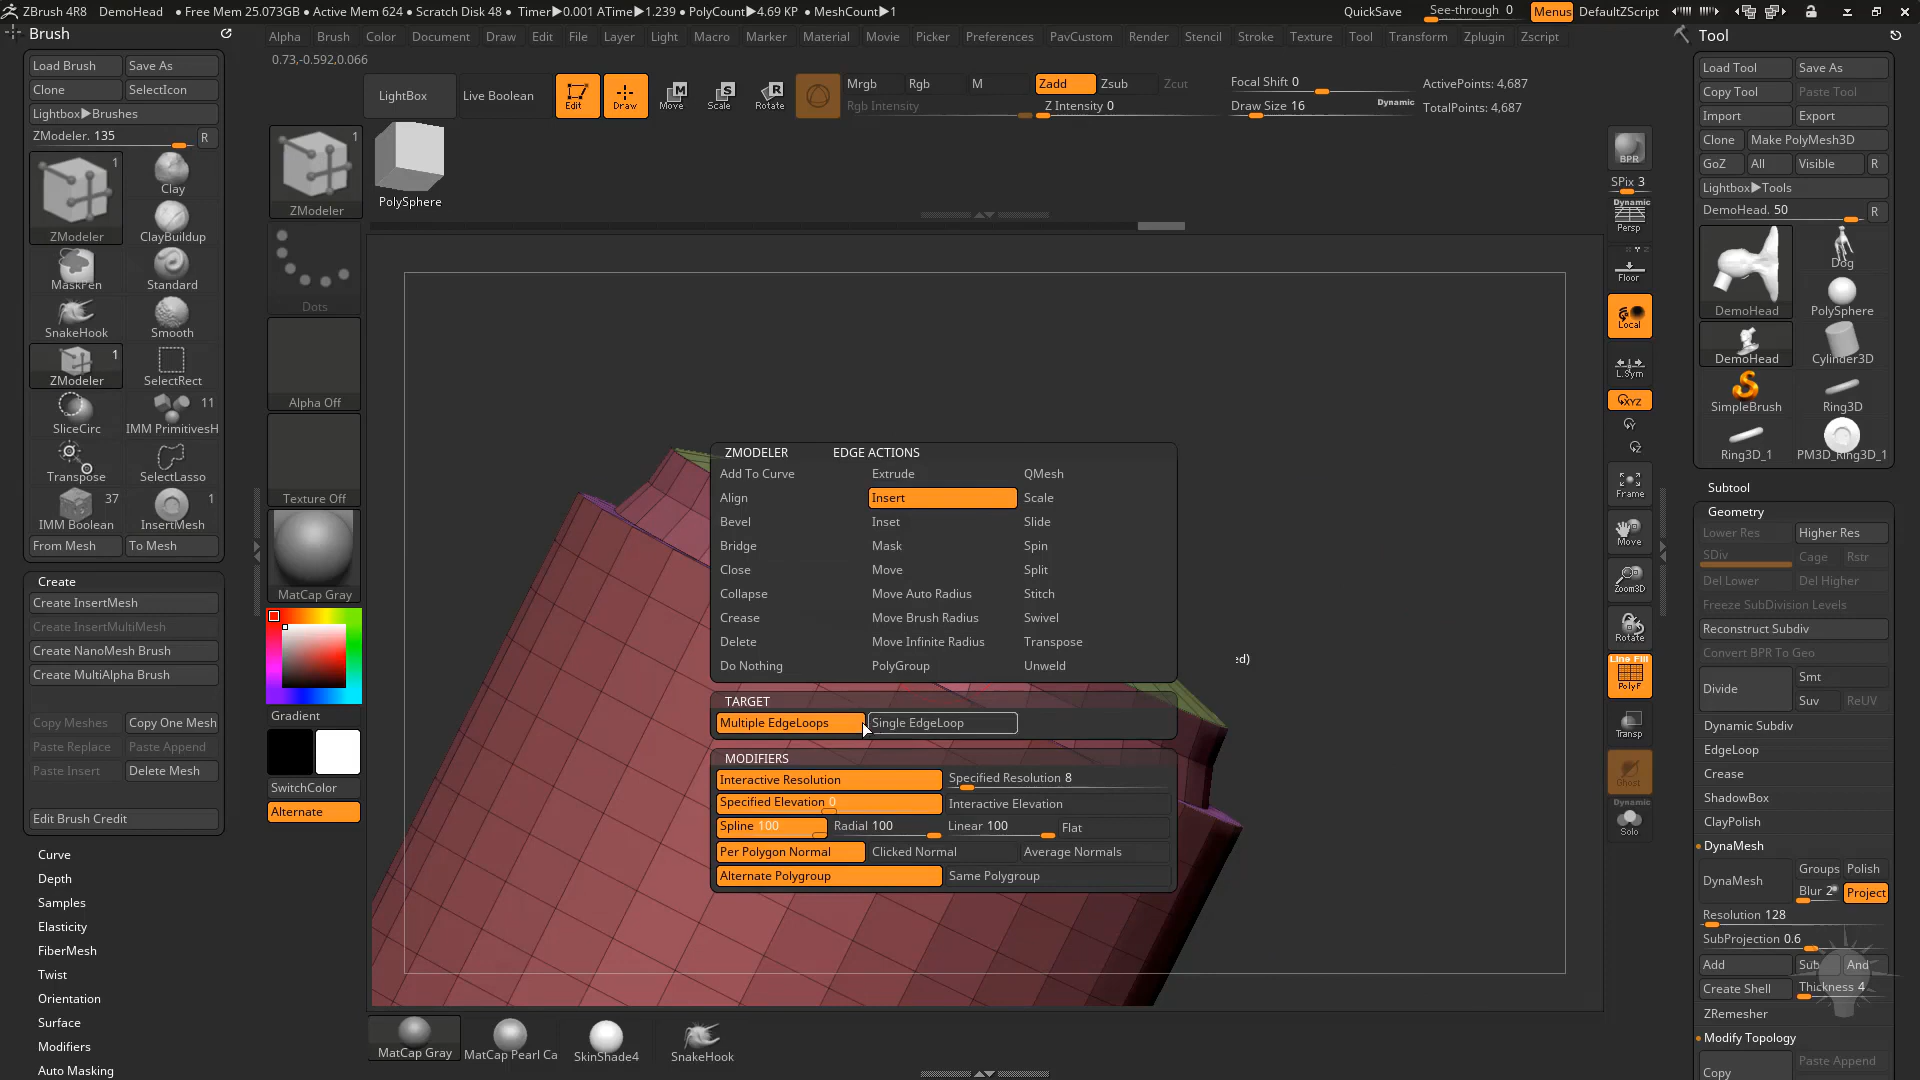 ZBrush 4R8 DemoHead • Free Mem 25.073GB • Active Mem 624 • Scratch Disk 48 • Timer▶0.001 ATime▶1.239 • PolyCount▶4.69 KP • MeshCount▶1 QuickSave See-through 0 Menus DefaultZScript
Brush
Alpha Brush Color Document Draw Edit File Layer Light Macro Marker Material Movie Picker Preferences PavCustom Render Stencil Stroke Texture Tool Transform Zplugin Zscript
Tool
0.73,-0.592,0.066
Load Brush Save As
Clone SelectIcon
Lightbox▶Brushes
ZModeler. 135 R
1
ZModeler
Clay
ClayBuildup
MaskPen Standard
SnakeHook Smooth
1
ZModeler SelectRect
11
SliceCirc IMM PrimitivesH
Transpose SelectLasso
37 1
IMM Boolean InsertMesh
From Mesh To Mesh
Create
Create InsertMesh
Create InsertMultiMesh
Create NanoMesh Brush
Create MultiAlpha Brush
Copy Meshes Copy One Mesh
Paste Replace Paste Append
Paste Insert Delete Mesh
Edit Brush Credit
Curve
Depth
Samples
Elasticity
FiberMesh
Twist
Orientation
Surface
Modifiers
Auto Masking
LightBox Live Boolean Edit Draw Move Scale Rotate
M S R
Mrgb Rgb M Zadd Zsub Zcut
Rgb Intensity Z Intensity 0
Focal Shift 0
Draw Size 16 Dynamic
ActivePoints: 4,687
TotalPoints: 4,687
1
ZModeler
PolySphere
Dots
Alpha Off
Texture Off
MatCap Gray
Gradient
SwitchColor
Alternate
ZMODELER EDGE ACTIONS
Add To Curve Extrude QMesh
Align Insert Scale
Bevel Inset Slide
Bridge Mask Spin
Close Move Split
Collapse Move Auto Radius Stitch
Crease Move Brush Radius Swivel
Delete Move Infinite Radius Transpose
Do Nothing PolyGroup Unweld
TARGET
Multiple EdgeLoops Single EdgeLoop
MODIFIERS
Interactive Resolution Specified Resolution 8
Specified Elevation 0 Interactive Elevation
Spline 100 Radial 100 Linear 100 Flat
Per Polygon Normal Clicked Normal Average Normals
Alternate Polygroup Same Polygroup
ed)
MatCap Gray MatCap Pearl Ca SkinShade4 SnakeHook
BPR
SPix 3
Dynamic
Persp
Floor
Local
L.Sym
XYZ
Y
Frame
Move
Zoom3D
Rotate
Line Fill
PolyF
Transp
Ghost
Dynamic
Solo
Load Tool Save As
Copy Tool Paste Tool
Import Export
Clone Make PolyMesh3D
GoZ All Visible R
Lightbox▶Tools
DemoHead. 50 R
DemoHead
Dog
PolySphere
DemoHead Cylinder3D
SimpleBrush Ring3D
Ring3D_1 PM3D_Ring3D_1
Subtool
Geometry
Lower Res Higher Res
SDiv Cage Rstr
Del Lower Del Higher
Freeze SubDivision Levels
Reconstruct Subdiv
Convert BPR To Geo
Divide
Smt
Suv ReUV
Dynamic Subdiv
EdgeLoop
Crease
ShadowBox
ClayPolish
DynaMesh
DynaMesh
Groups Polish
Blur 2 Project
Resolution 128
SubProjection 0.6
Add Sub And
Create Shell Thickness 4
ZRemesher
Modify Topology
Copy
Paste Append